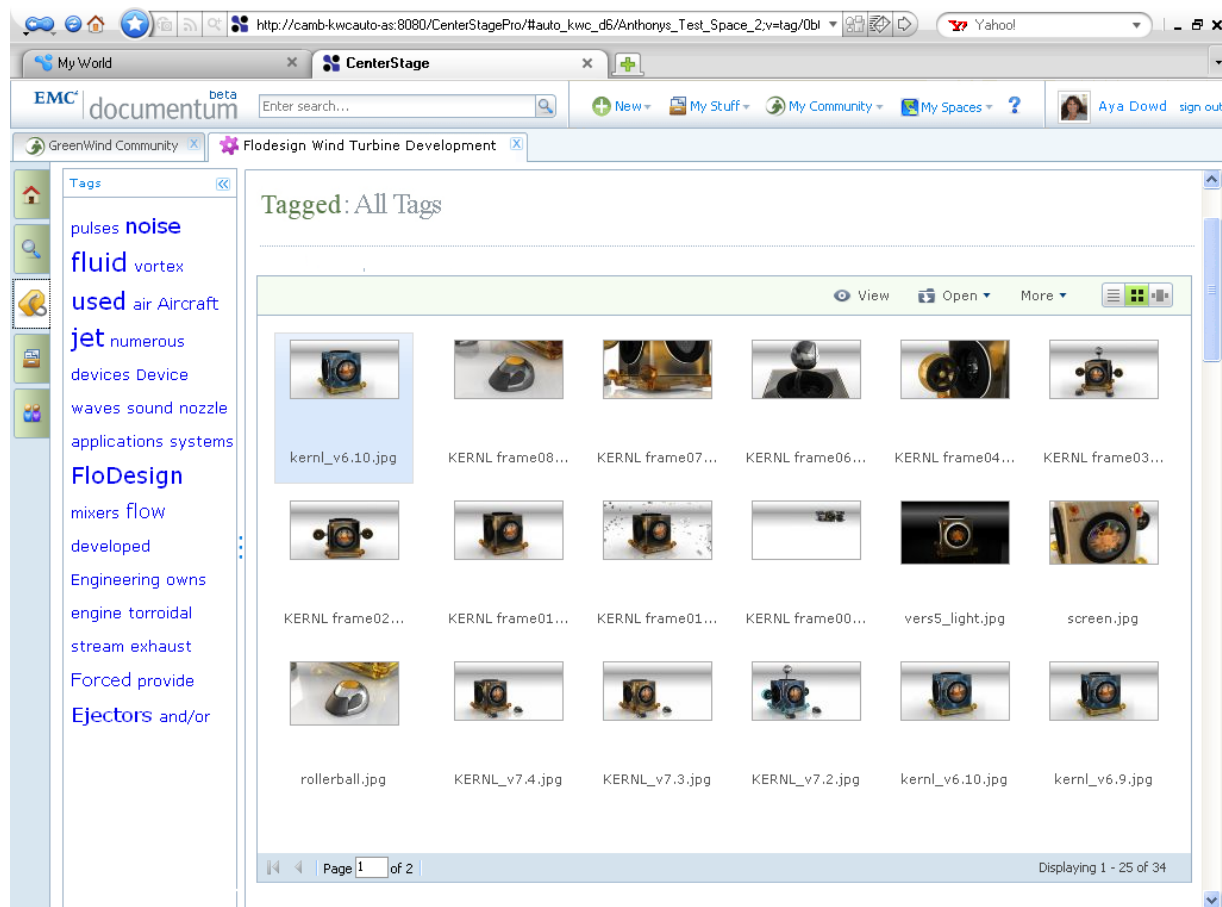 http://camb-kwcauto-as:8080/CenterStagePro/#auto_kwc_d6/Anthonys_Test_Space_2;v=tag/0b
Yahoo!
My World
CenterStage
EMC² documentum beta
Enter search...
New
My Stuff
My Community
My Spaces
?
Aya Dowd
sign out
GreenWind Community
Flodesign Wind Turbine Development
Tags
pulses noise
fluid vortex
used air Aircraft
jet numerous
devices Device
waves sound nozzle
applications systems
FloDesign
mixers flow
developed
Engineering owns
engine torroidal
stream exhaust
Forced provide
Ejectors and/or
Tagged: All Tags
View
Open
More
kernl_v6.10.jpg
KERNL frame08...
KERNL frame07...
KERNL frame06...
KERNL frame04...
KERNL frame03...
KERNL frame02...
KERNL frame01...
KERNL frame01...
KERNL frame00...
vers5_light.jpg
screen.jpg
rollerball.jpg
KERNL_v7.4.jpg
KERNL_v7.3.jpg
KERNL_v7.2.jpg
kernl_v6.10.jpg
kernl_v6.9.jpg
Page 1 of 2
Displaying 1 - 25 of 34